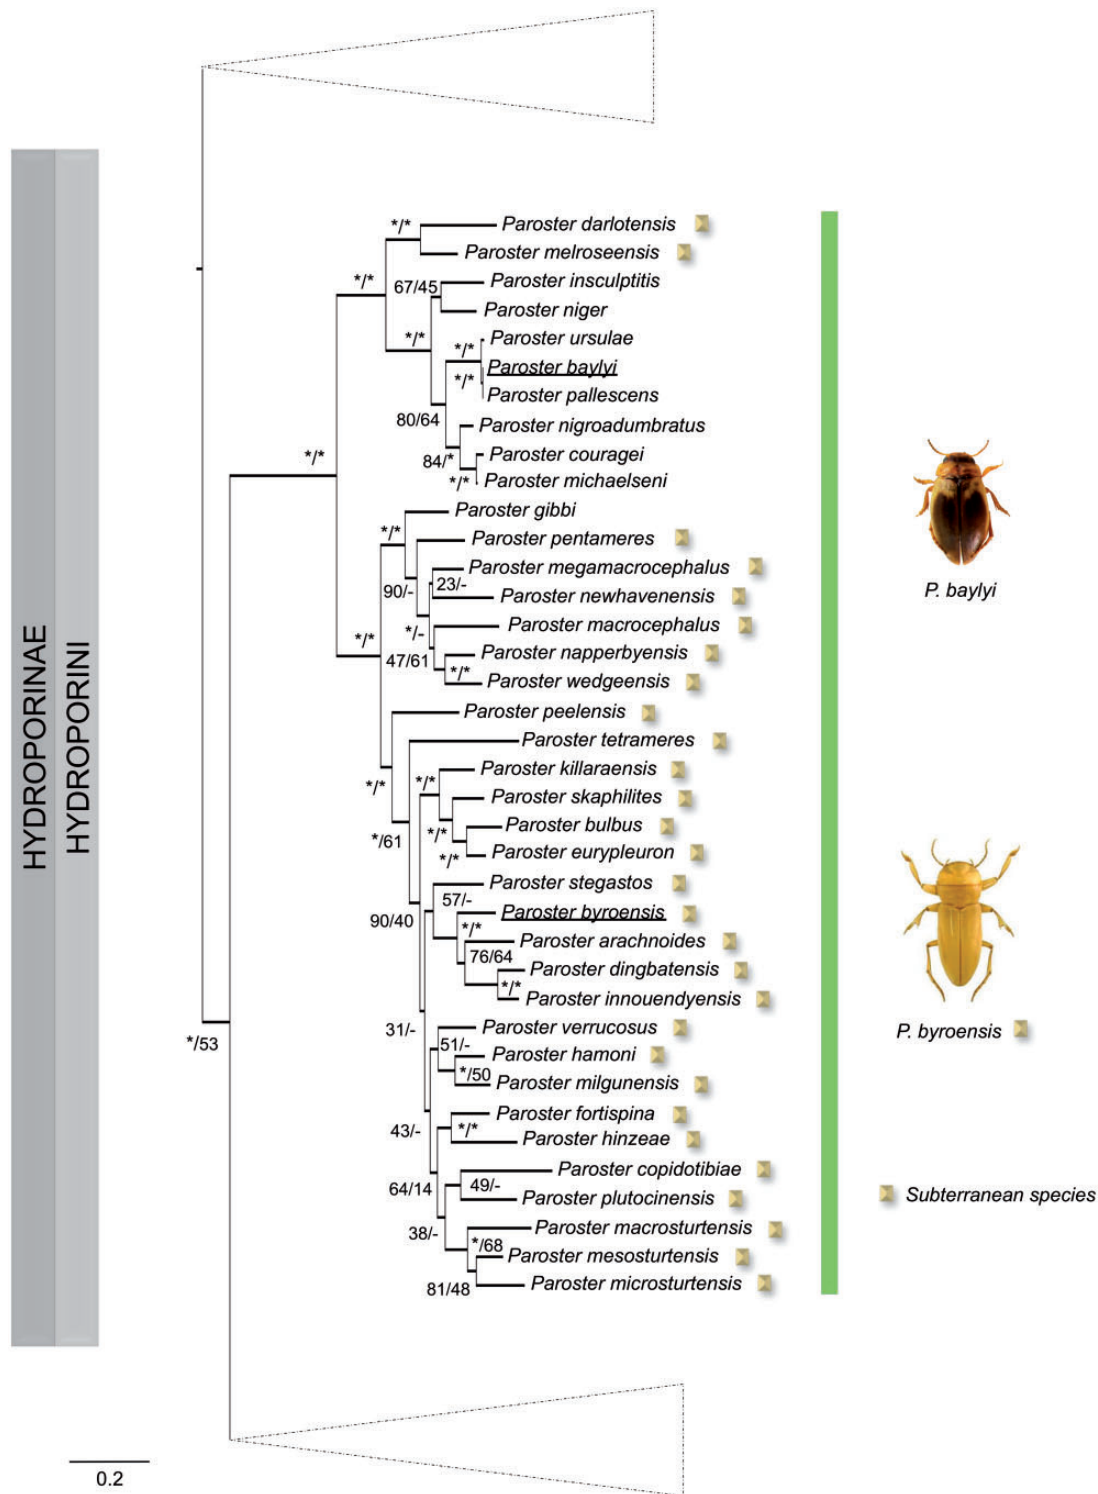 HYDROPORINAE
HYDROPORINI
*/* Paroster darlotensis
Paroster melroseensis
*/*
67/45 Paroster insculptitis
Paroster niger
*/*
*/* Paroster ursulae
Paroster baylyi
*/* Paroster pallescens
80/64
Paroster nigroadumbratus
84/* Paroster couragei
*/* Paroster michaelseni
*/*
Paroster gibbi
*/*
Paroster pentameres
Paroster megamacrocephalus
90/- 23/- Paroster newhavenensis
*/- Paroster macrocephalus
*/*
47/61 Paroster napperbyensis
*/* Paroster wedgeensis
Paroster peelensis
Paroster tetrameres
*/* */* Paroster killaraensis
Paroster skaphilites
*/61 */* Paroster bulbus
*/* Paroster eurypleuron
Paroster stegastos
57/-
90/40 Paroster byroensis
*/* Paroster arachnoides
76/64
Paroster dingbatensis
*/* Paroster innouendyensis
31/- Paroster verrucosus
51/- Paroster hamoni
*/50 Paroster milgunensis
*/53
Paroster fortispina
43/- */* Paroster hinzeae
Paroster copidotibiae
64/14 49/- Paroster plutocinensis
38/- Paroster macrosturtensis
*/68 Paroster mesosturtensis
81/48 Paroster microsturtensis
P. baylyi
P. byroensis
Subterranean species
0.2